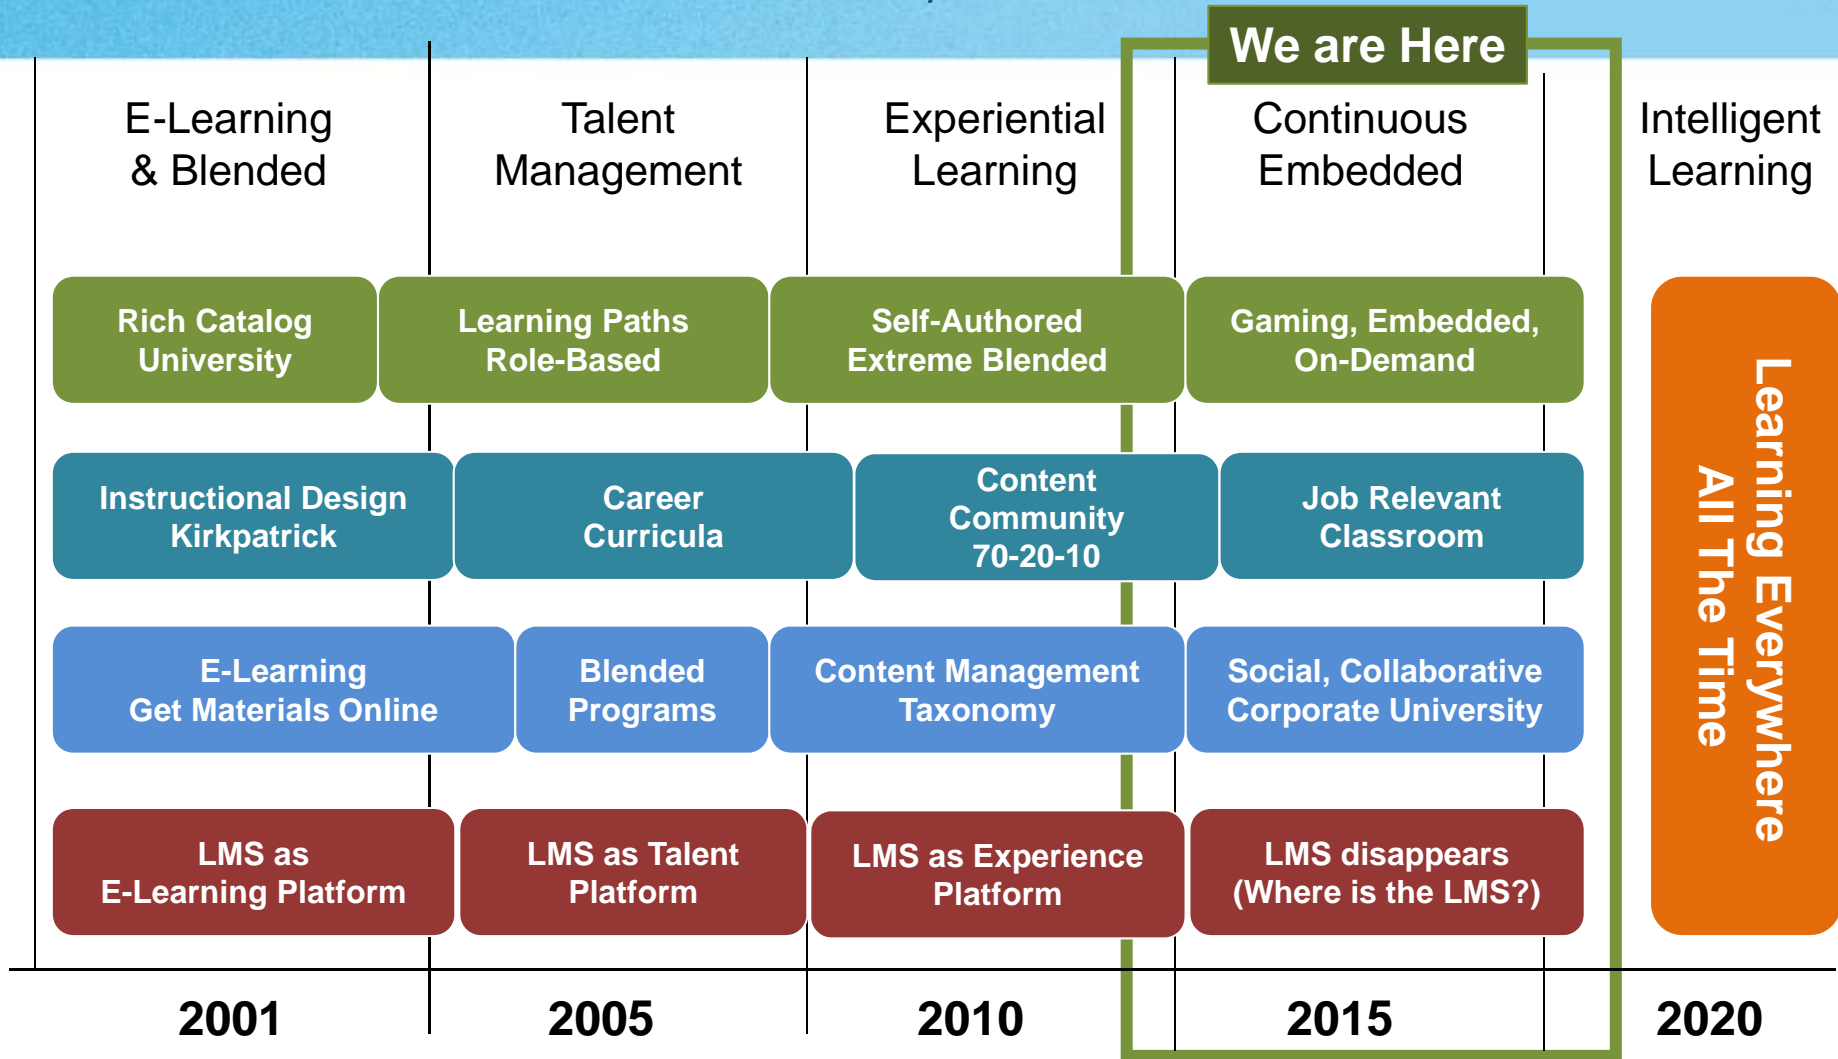 We are Here
E-Learning
& Blended
Talent
Management
Experiential
Learning
Continuous
Embedded
Intelligent
Learning
Rich Catalog
University
Learning Paths
Role-Based
Self-Authored
Extreme Blended
Gaming, Embedded,
On-Demand
Instructional Design
Kirkpatrick
Career
Curricula
Content
Community
70-20-10
Job Relevant
Classroom
E-Learning
Get Materials Online
Blended
Programs
Content Management
Taxonomy
Social, Collaborative
Corporate University
LMS as
E-Learning Platform
LMS as Talent
Platform
LMS as Experience
Platform
LMS disappears
(Where is the LMS?)
Learning Everywhere
All The Time
2001
2005
2010
2015
2020